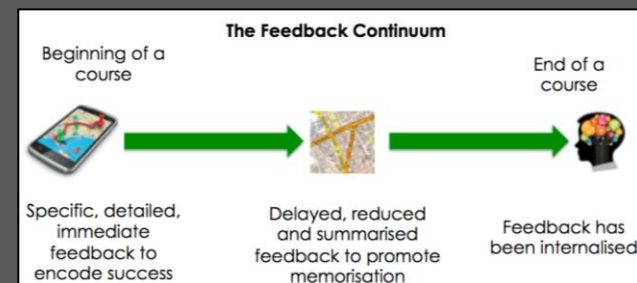 The Feedback Continuum
Beginning of a
course
End of a
course
Specific, detailed,
immediate
feedback to
encode success
Delayed, reduced
and summarised
feedback to promote
memorisation
Feedback has
been internalised